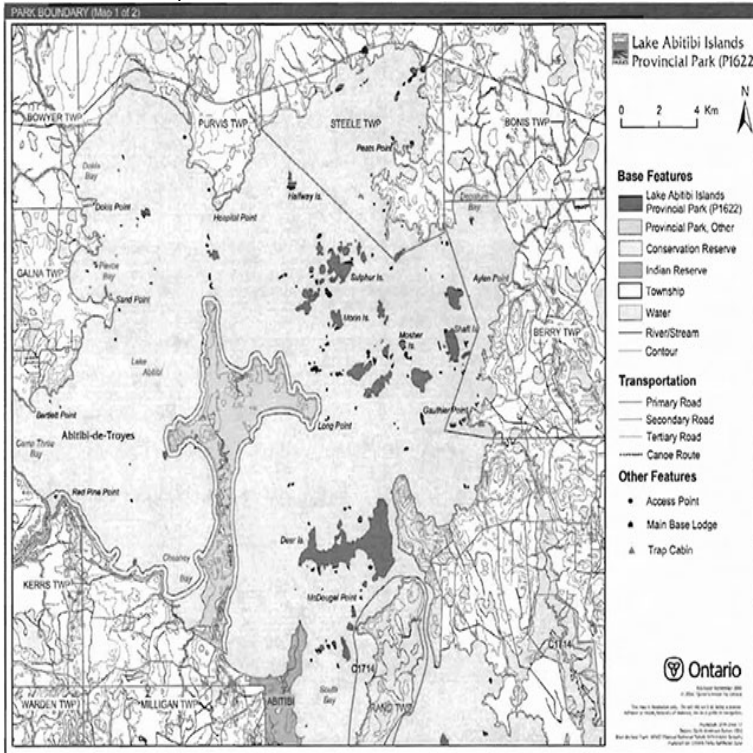 PARK BOUNDARY (Map 1 of 2)
Lake Abitibi Islands
Provincial Park (P1622)
N
0 2 4 Km
Base Features
Lake Abitibi Islands
Provincial Park (P1622)
Provincial Park, Other
Conservation Reserve
Indian Reserve
Township
Water
River/Stream
Contour
Transportation
Primary Road
Secondary Road
Tertiary Road
Canoe Route
Other Features
Access Point
Main Base Lodge
Trap Cabin
Ontario
BOWYER TWP
PURVIS TWP
STEELE TWP
BONIS TWP
Peats Point
Dokis
Bay
Dokis Point
Halfway Is.
Hospital Point
Bay
GALNA TWP
Pierce
Bay
Sand Point
Sulphur Is.
Aylen Point
Morin Is.
Mosher
Is.
Shaft Is.
BERRY TWP
Lake
Abitibi
Bartlett Point
Long Point
Gauthier Point
Abitibi-de-Troyes
Camp Three
Bay
Red Pine Point
Deer Is.
Chesney
Bay
KERRS TWP
McDougal Point
C1714
C1714
WARDEN TWP
MILLIGAN TWP
ABITIBI
South
Bay
RAND TWP